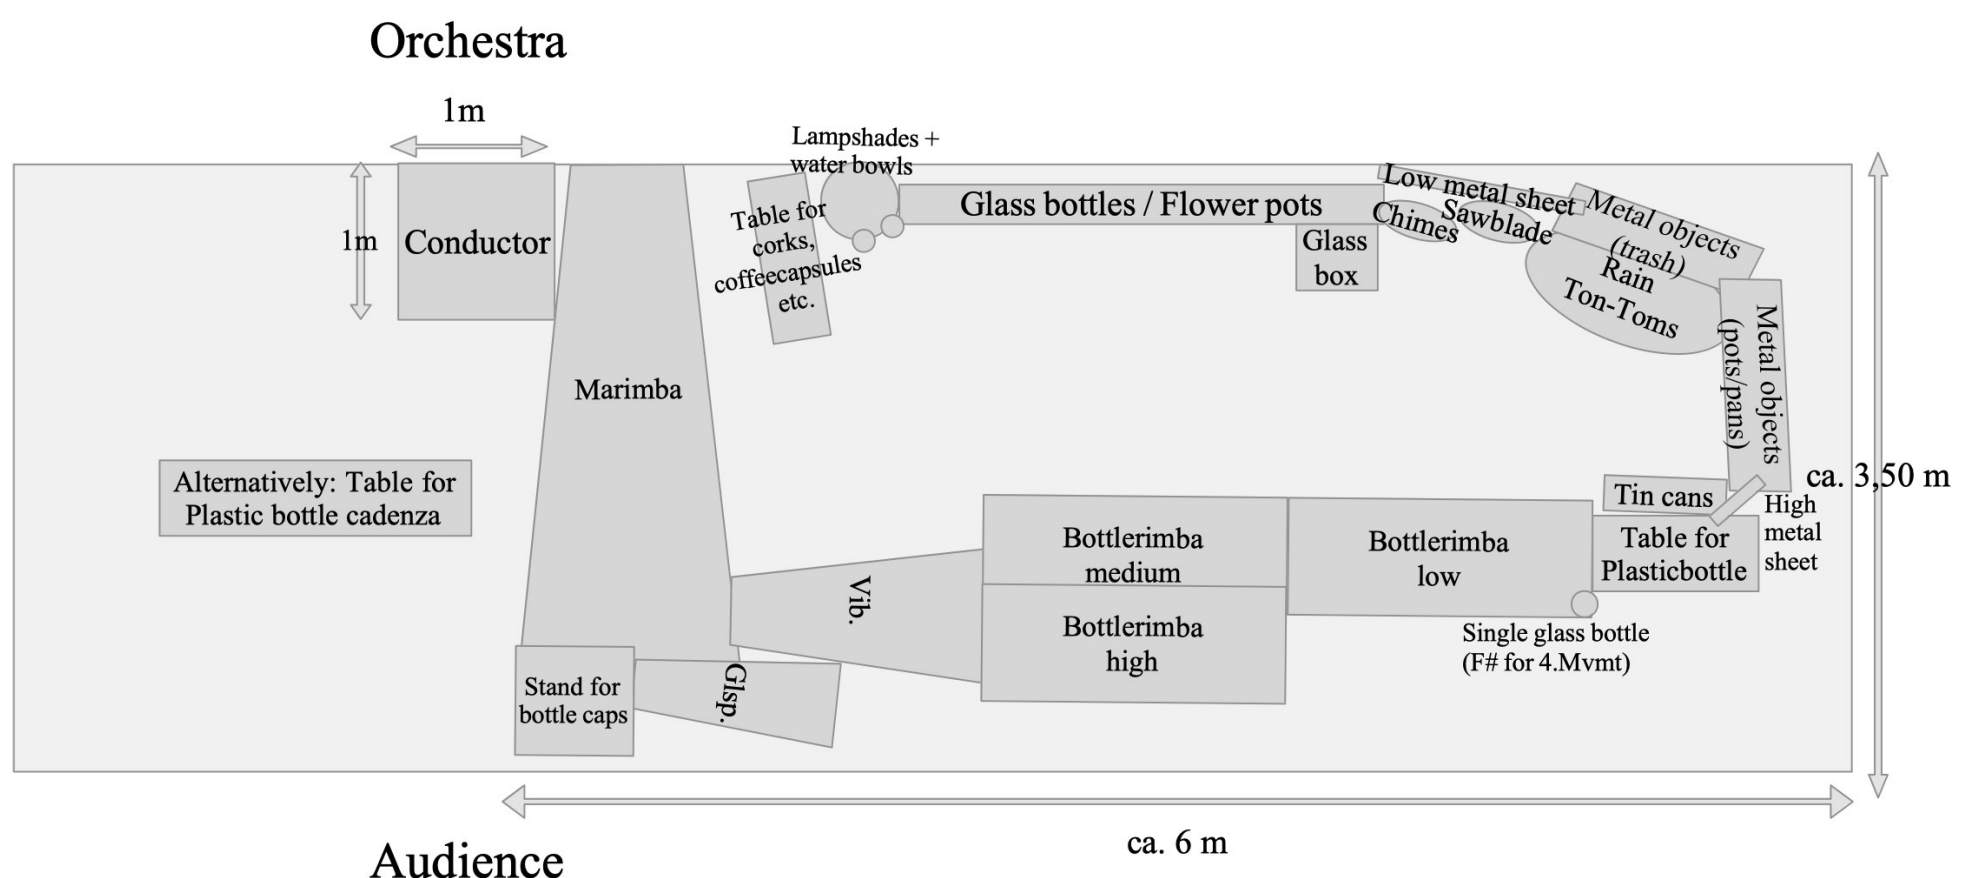 Orchestra
1m
1m
Conductor
Marimba
Lampshades +
water bowls
Table for
corks,
coffeecapsules
etc.
Glass bottles / Flower pots
Glass
box
Low metal sheet
Chimes
Sawblade
Metal objects
(trash)
Rain
Ton-Toms
Metal objects
(pots/pans)
ca. 3,50 m
Alternatively: Table for
Plastic bottle cadenza
Tin cans
High
metal
sheet
Table for
Plasticbottle
Bottlerimba
medium
Bottlerimba
low
Bottlerimba
high
Vib.
Single glass bottle
(F# for 4.Mvmt)
Stand for
bottle caps
Glsp.
ca. 6 m
Audience